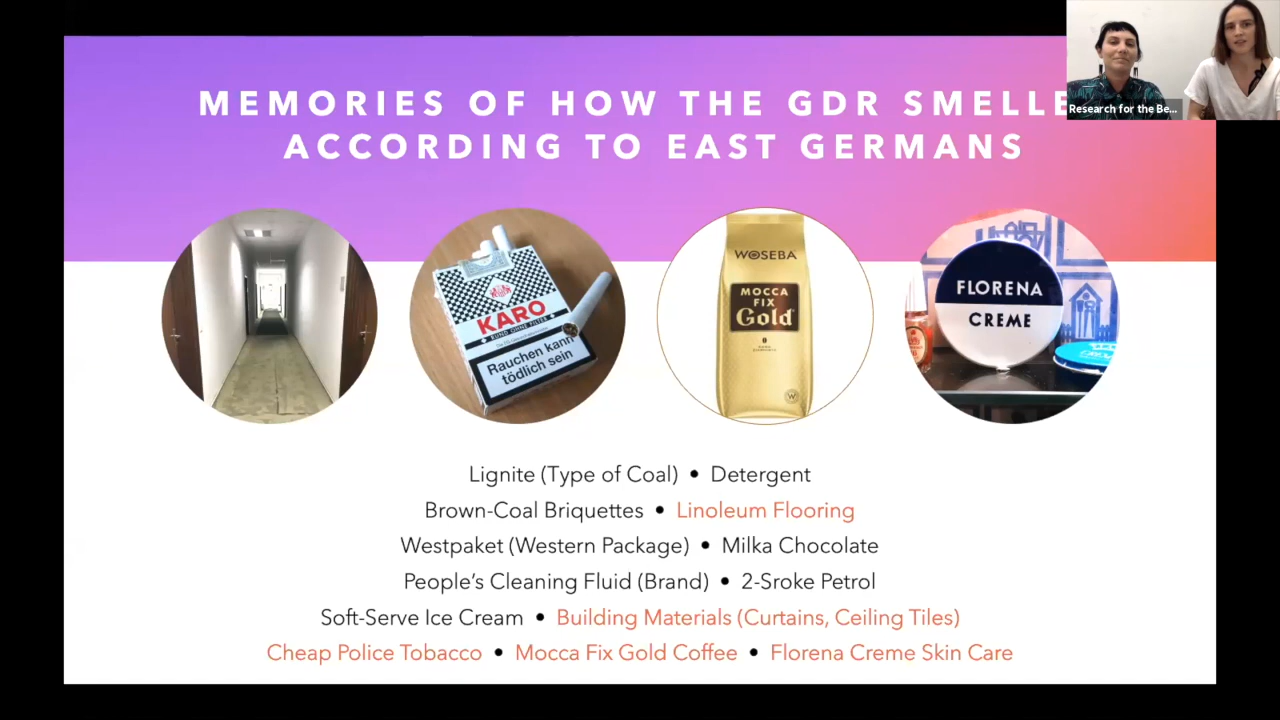 MEMORIES OF HOW THE GDR SMELLE
ACCORDING TO EAST GERMANS
Research for the Be...
KARO
RUND OHNE FILTER
Rauchen kann
tödlich sein
WOSEBA
MOCCA
FIX
Gold
FLORENA
CREME
Lignite (Type of Coal) • Detergent
Brown-Coal Briquettes • Linoleum Flooring
Westpaket (Western Package) • Milka Chocolate
People's Cleaning Fluid (Brand) • 2-Sroke Petrol
Soft-Serve Ice Cream • Building Materials (Curtains, Ceiling Tiles)
Cheap Police Tobacco • Mocca Fix Gold Coffee • Florena Creme Skin Care